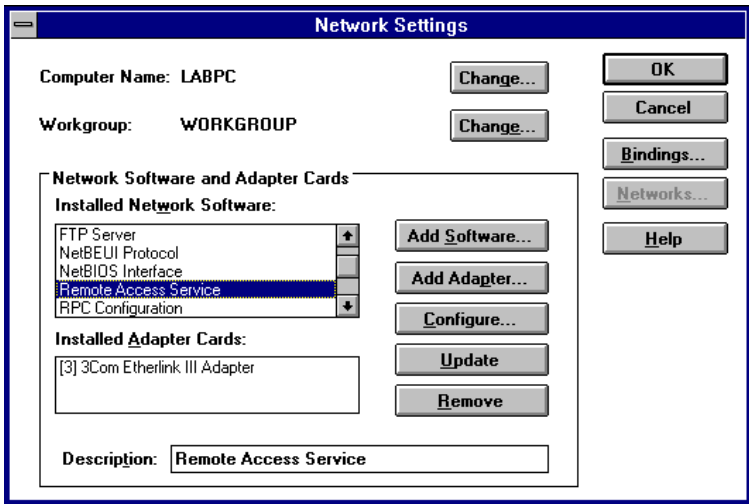 Network Settings
Computer Name: LABPC
Change...
OK
Cancel
Workgroup: WORKGROUP
Change...
Bindings...
Networks...
Help
Network Software and Adapter Cards
Installed Network Software:
FTP Server
NetBEUI Protocol
NetBIOS Interface
Remote Access Service
RPC Configuration
Add Software...
Add Adapter...
Configure...
Update
Remove
Installed Adapter Cards:
[3] 3Com Etherlink III Adapter
Description: Remote Access Service